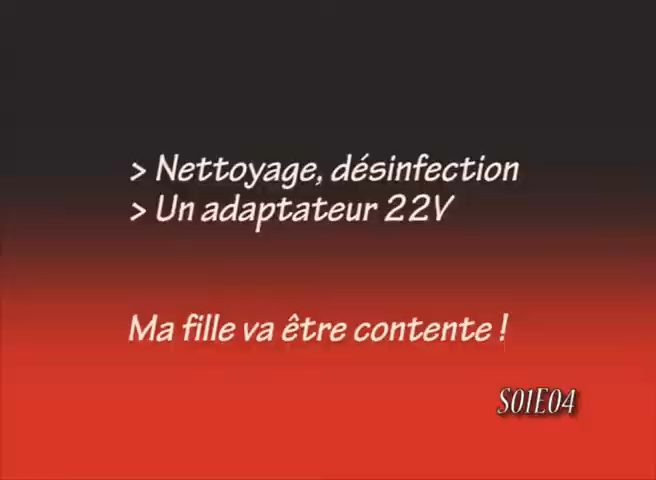 > Nettoyage, désinfection
> Un adaptateur 22V
Ma fille va être contente !
S01E04